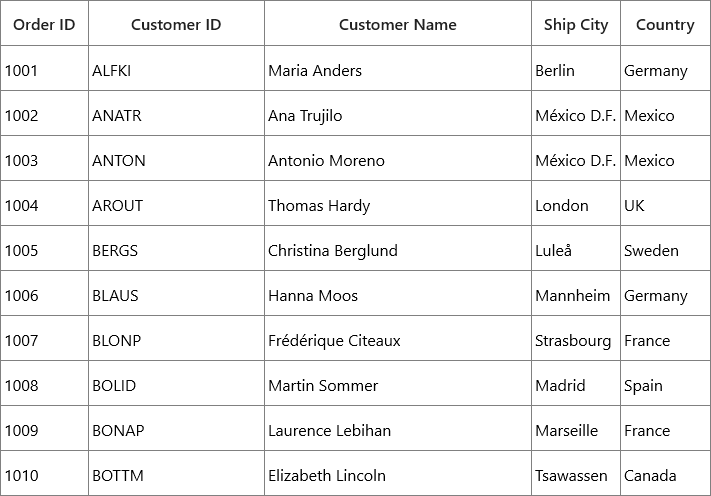 Order ID Customer ID Customer Name Ship City Country
1001 ALFKI Maria Anders Berlin Germany
1002 ANATR Ana Trujilo México D.F. Mexico
1003 ANTON Antonio Moreno México D.F. Mexico
1004 AROUT Thomas Hardy London UK
1005 BERGS Christina Berglund Luleå Sweden
1006 BLAUS Hanna Moos Mannheim Germany
1007 BLONP Frédérique Citeaux Strasbourg France
1008 BOLID Martin Sommer Madrid Spain
1009 BONAP Laurence Lebihan Marseille France
1010 BOTTM Elizabeth Lincoln Tsawassen Canada